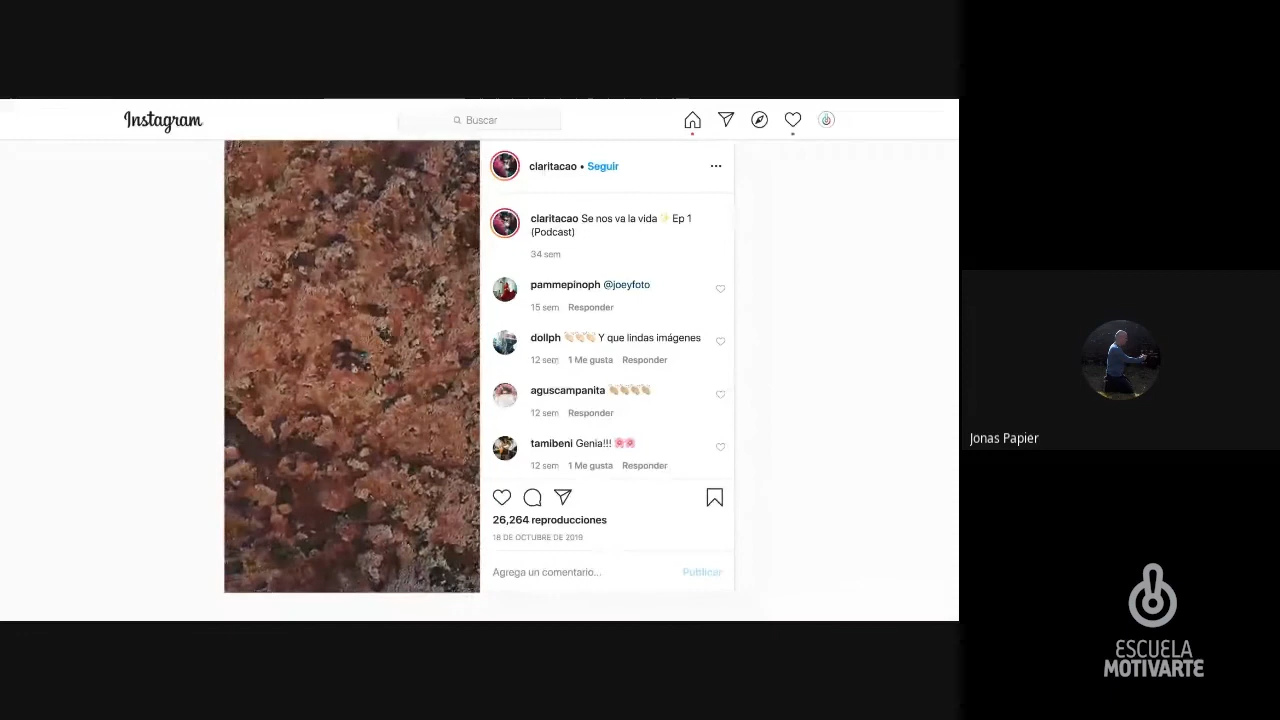 Instagram
Buscar
claritacao • Seguir
claritacao Se nos va la vida ✨ Ep 1
(Podcast)
34 sem
pammepinoph @joeyfoto
15 sem Responder
dollph 👏🏻👏🏻👏🏻 Y que lindas imágenes
12 sem 1 Me gusta Responder
aguscampanita 👏🏼👏🏼👏🏼👏🏼
12 sem Responder
tamibeni Genia!!! 🌺🌺
12 sem 1 Me gusta Responder
26,264 reproducciones
18 DE OCTUBRE DE 2019
Agrega un comentario... Publicar
Jonas Papier
ESCUELA
MOTIVARTE